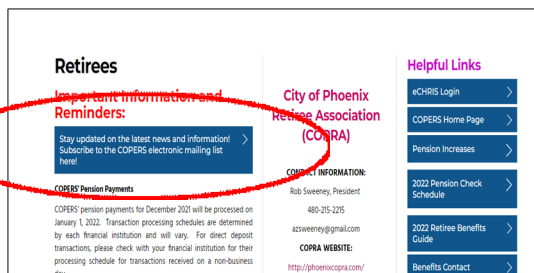 Retirees
Important Information and
Reminders:
Stay updated on the latest news and information!
Subscribe to the COPERS electronic mailing list
here!
COPERS' Pension Payments
COPERS' pension payments for December 2021 will be processed on
January 1, 2022. Transaction processing schedules are determined
by each financial institution and will vary. For direct deposit
transactions, please check with your financial institution for their
processing schedule for transactions received on a non-business
City of Phoenix
Retiree Association
(COPRA)
CONTACT INFORMATION:
Rob Sweeney, President
480-215-2215
azsweeney@gmail.com
COPRA WEBSITE:
http://phoenixcopra.com/
Helpful Links
eCHRIS Login
COPERS Home Page
Pension Increases
2022 Pension Check
Schedule
2022 Retiree Benefits
Guide
Benefits Contact